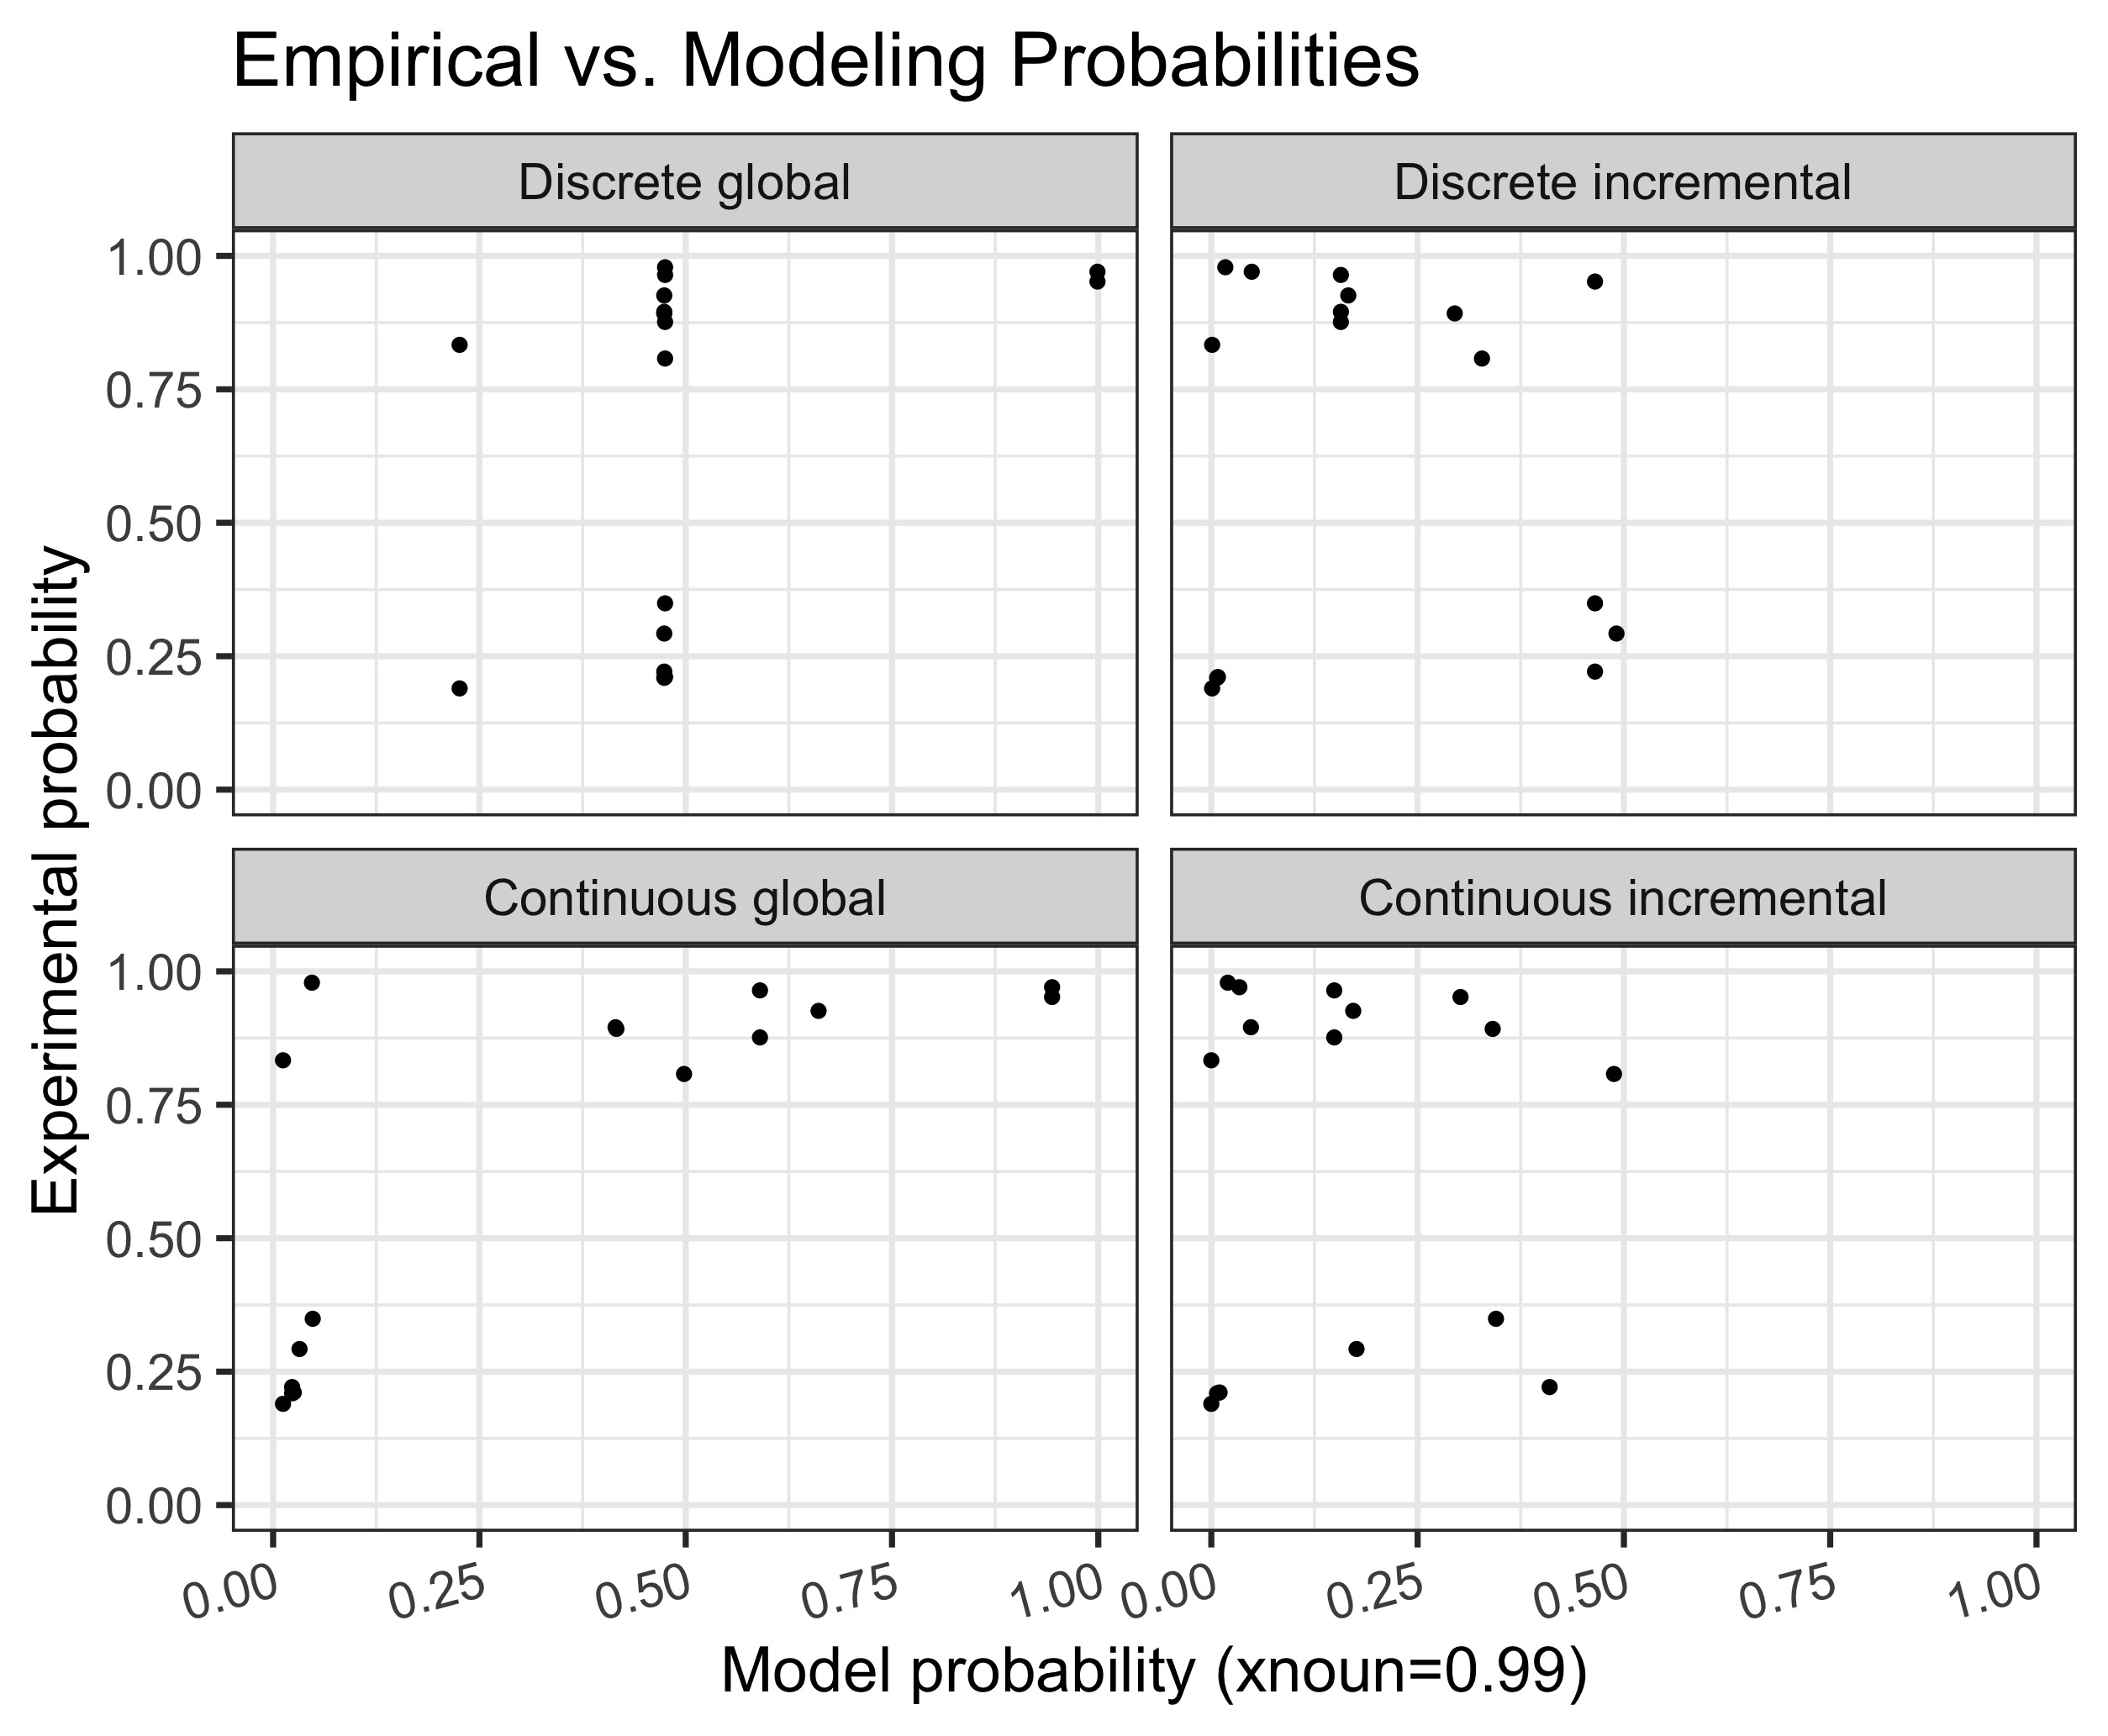 Empirical vs. Modeling Probabilities
Discrete global
Discrete incremental
1.00
0.75
0.50
0.25
0.00
Experimental probability
Continuous global
Continuous incremental
1.00
0.75
0.50
0.25
0.00
0.00 0.25 0.50 0.75 1.00 0.00 0.25 0.50 0.75 1.00
Model probability (xnoun=0.99)